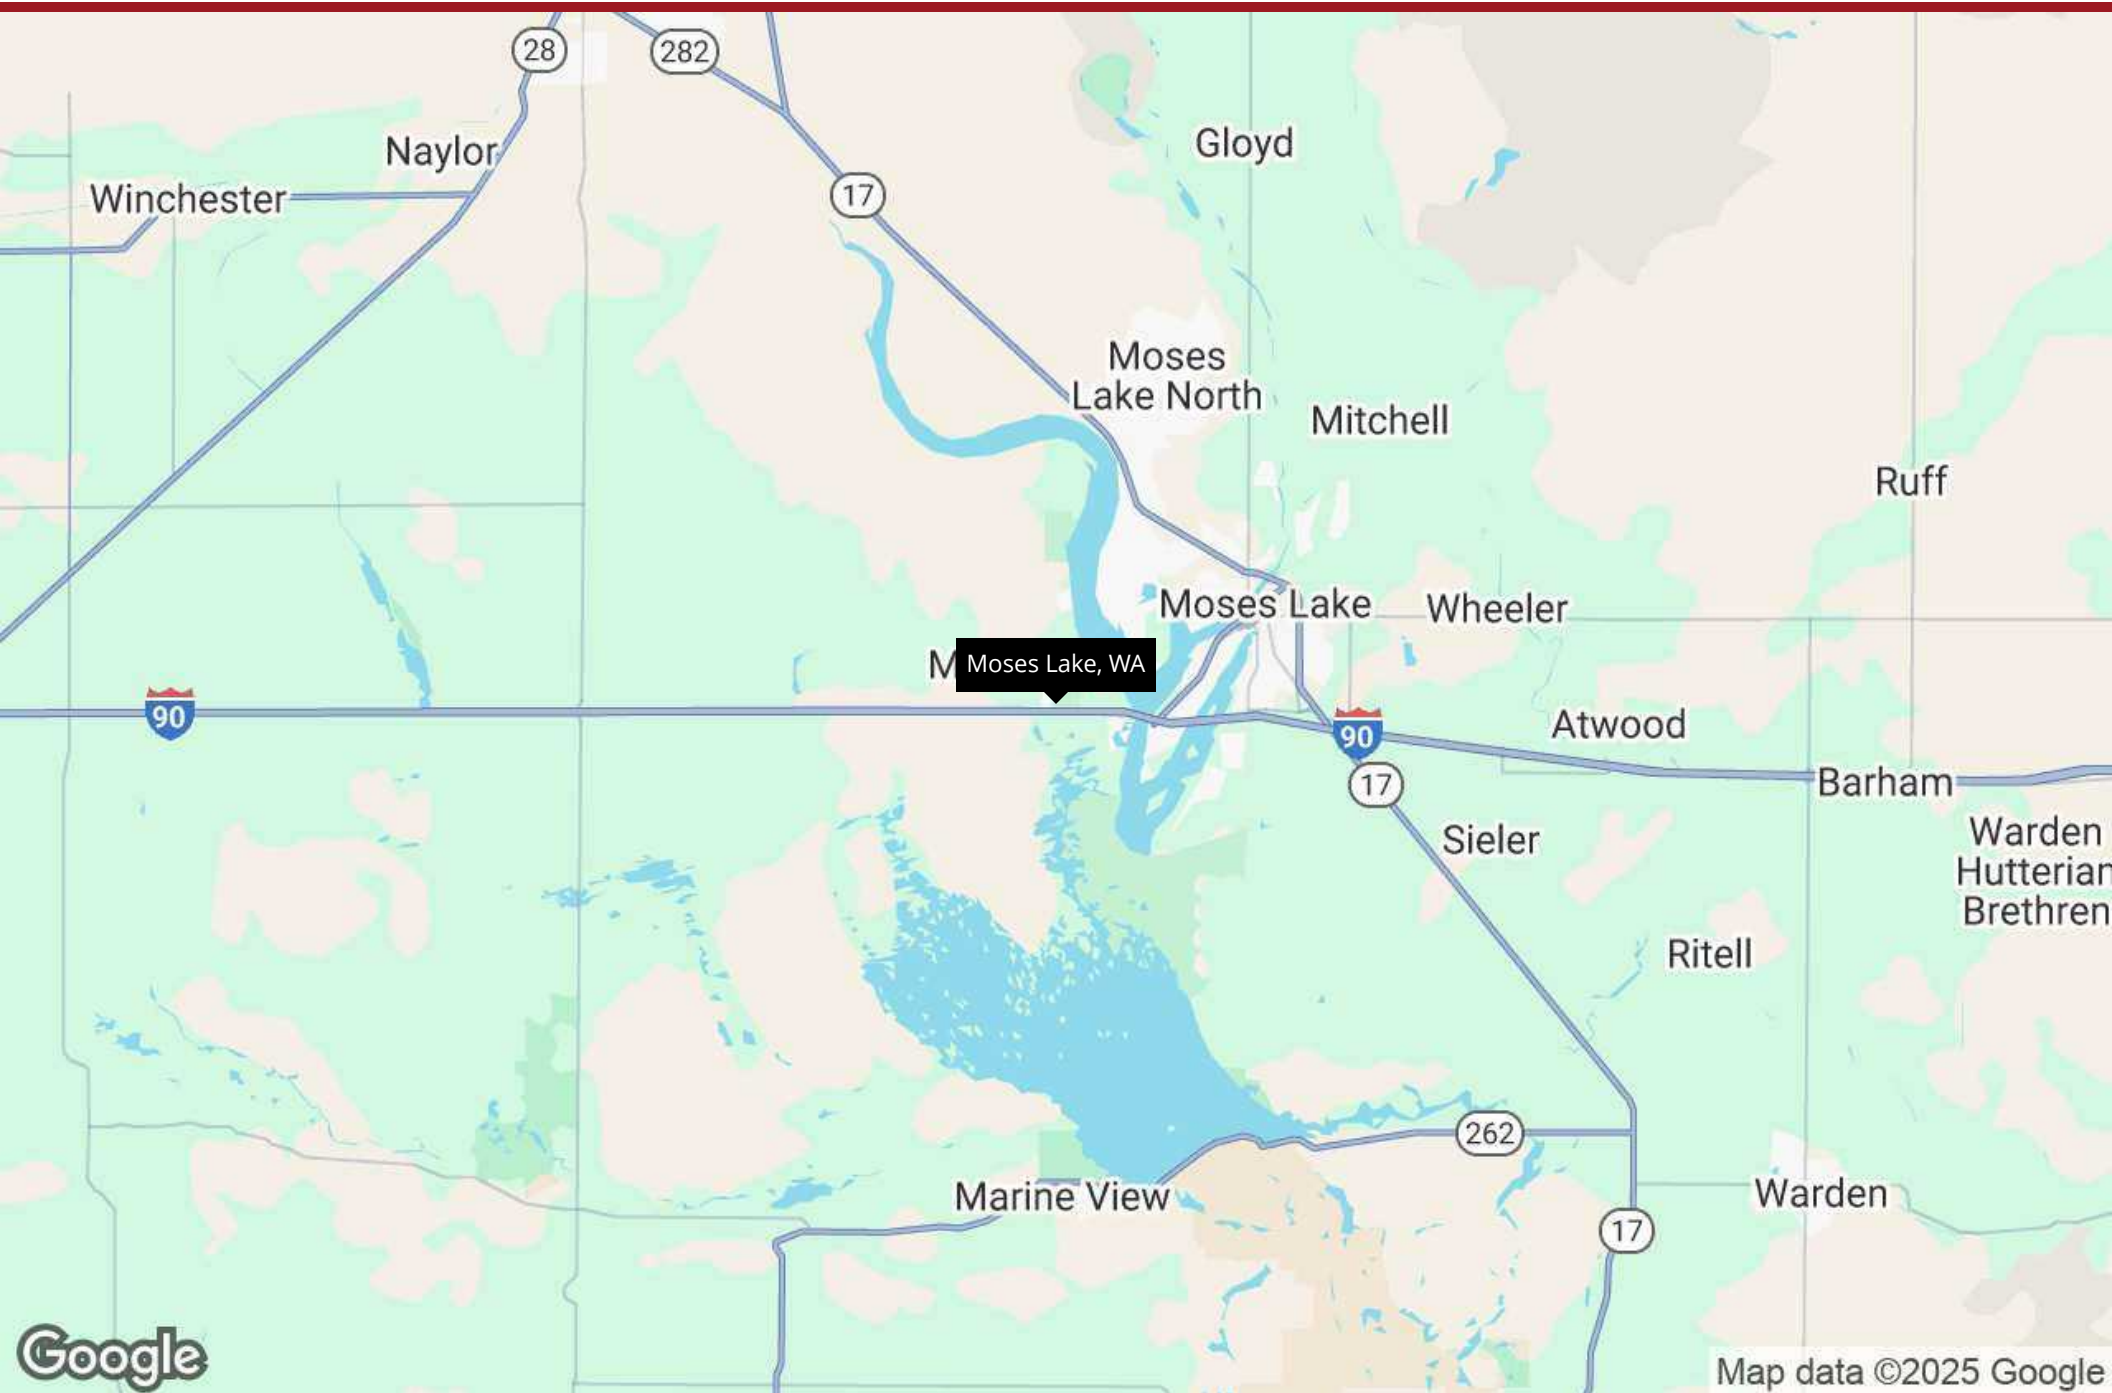 28
282
Naylor
Gloyd
Winchester
17
Moses
Lake North
Mitchell
Ruff
Moses Lake
Wheeler
M
Moses Lake, WA
90
90
Atwood
17
Barham
Sieler
Warden
Hutterian
Brethren
Ritell
262
Marine View
Warden
17
Google
Map data ©2025 Google